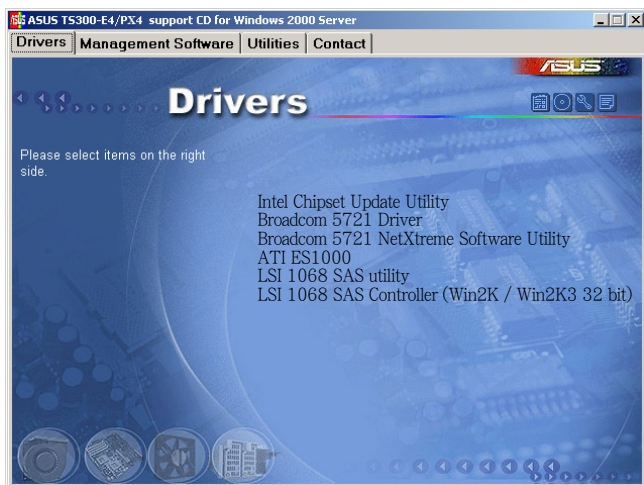 ASUS TS300-E4/PX4 support CD for Windows 2000 Server
Drivers Management Software Utilities Contact
ASUS
Drivers
Please select items on the right
side.
Intel Chipset Update Utility
Broadcom 5721 Driver
Broadcom 5721 NetXtreme Software Utility
ATI ES1000
LSI 1068 SAS utility
LSI 1068 SAS Controller (Win2K / Win2K3 32 bit)